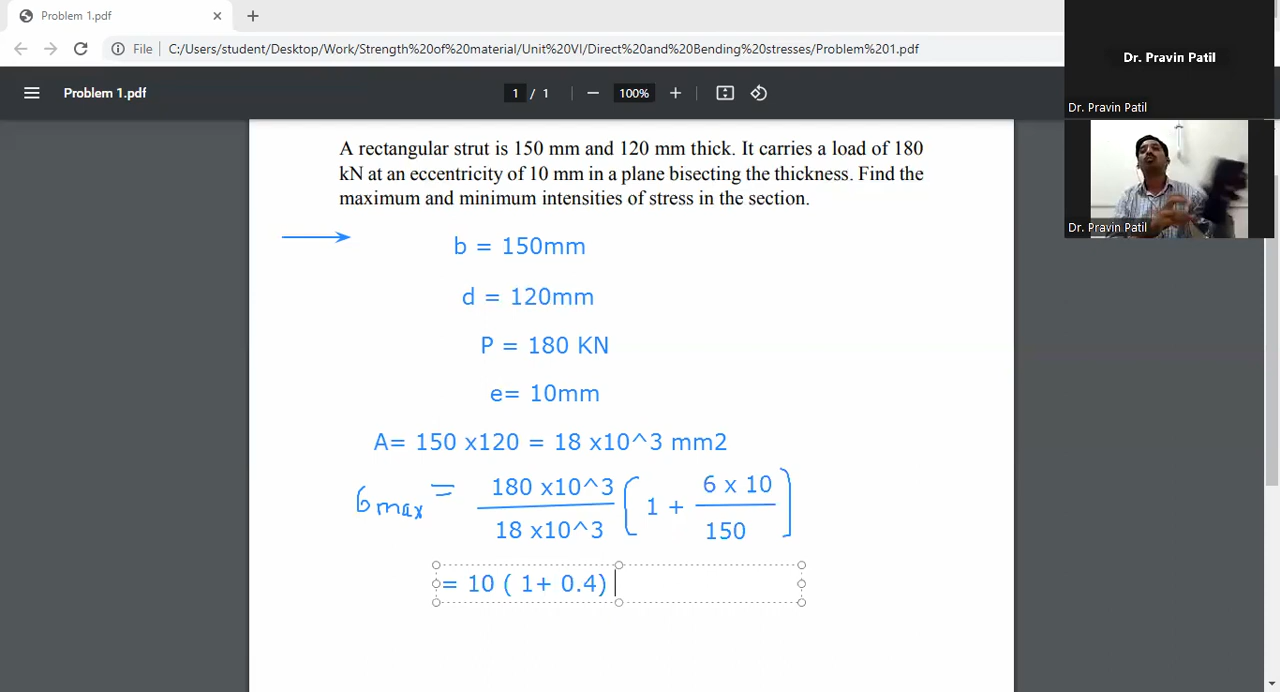 Problem 1.pdf
File
C:/Users/student/Desktop/Work/Strength%20of%20material/Unit%20VI/Direct%20and%20Bending%20stresses/Problem%201.pdf
Problem 1.pdf
1 / 1
100%
Dr. Pravin Patil
Dr. Pravin Patil
Dr. Pravin Patil
A rectangular strut is 150 mm and 120 mm thick. It carries a load of 180
kN at an eccentricity of 10 mm in a plane bisecting the thickness. Find the
maximum and minimum intensities of stress in the section.
b = 150mm
d = 120mm
P = 180 KN
e= 10mm
A= 150 x120 = 18 x10^3 mm2
6max = 180 x10^3 / 18 x10^3 [ 1 + 6 x 10 / 150 ]
= 10 ( 1+ 0.4)